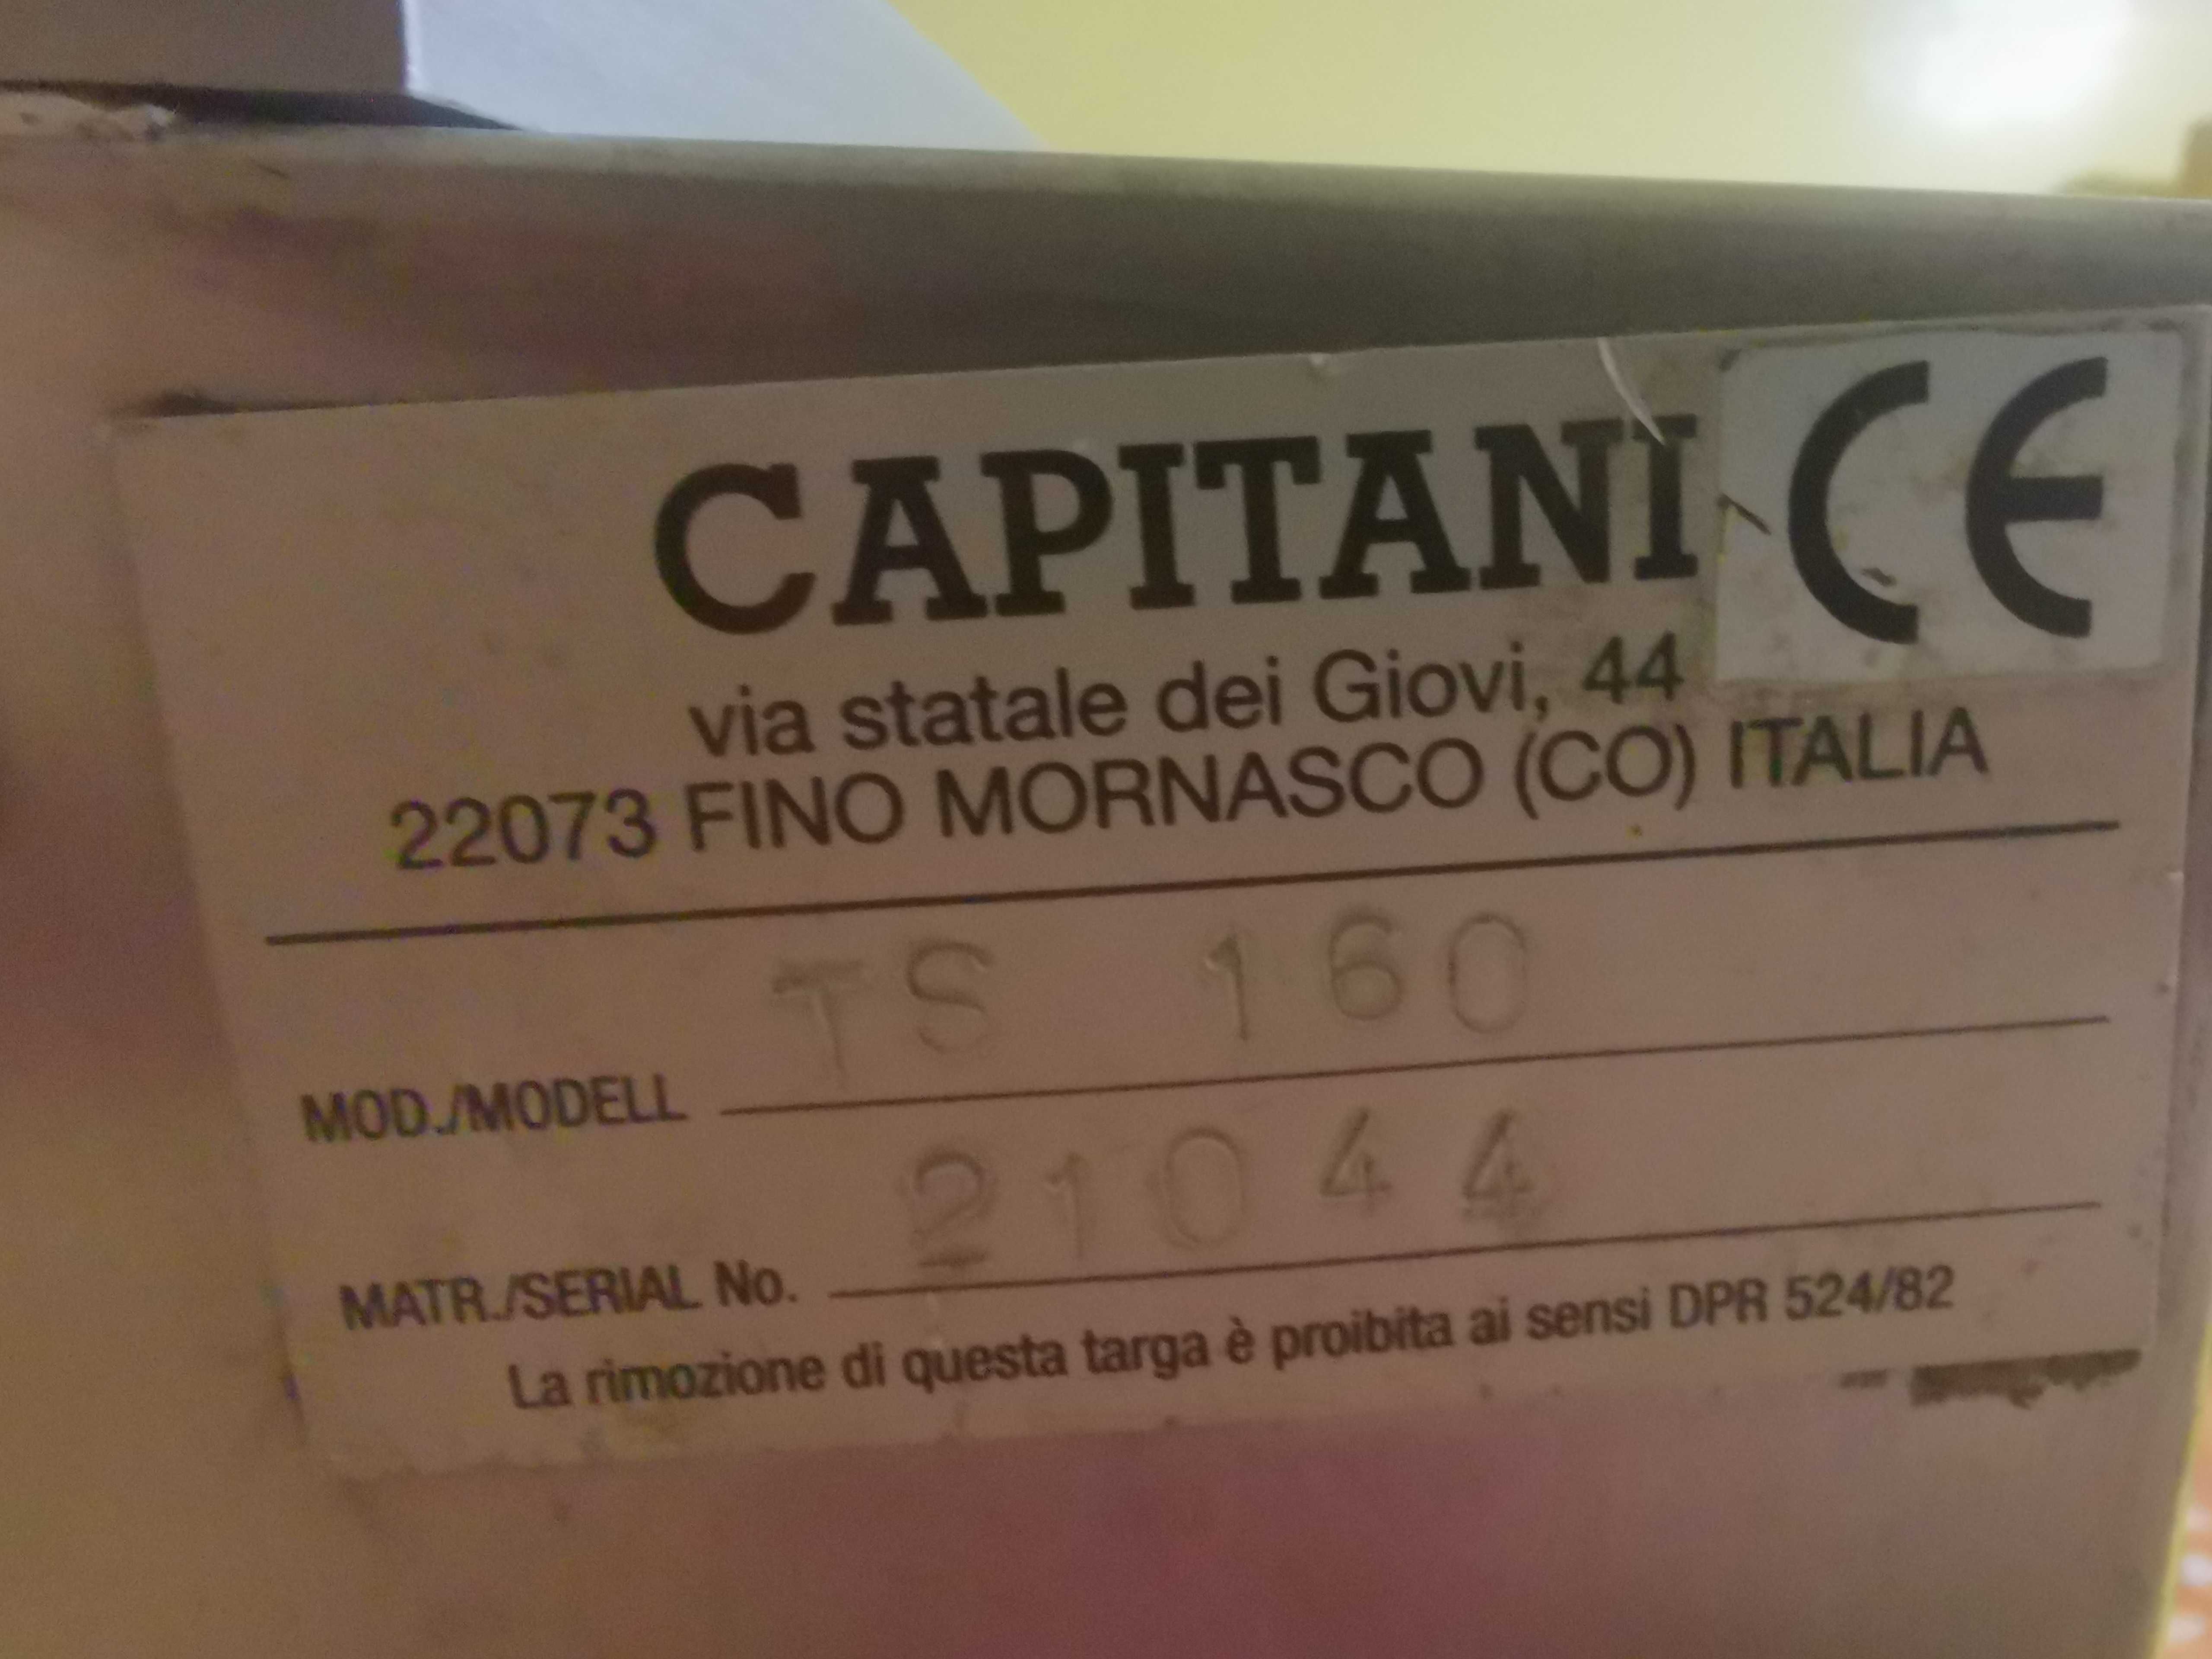 CAPITANI CE
via statale dei Giovi, 44
22073 FINO MORNASCO (CO) ITALIA
MOD./MODELL TS 160
MATR./SERIAL No. 21044
La rimozione di questa targa è proibita ai sensi DPR 524/82